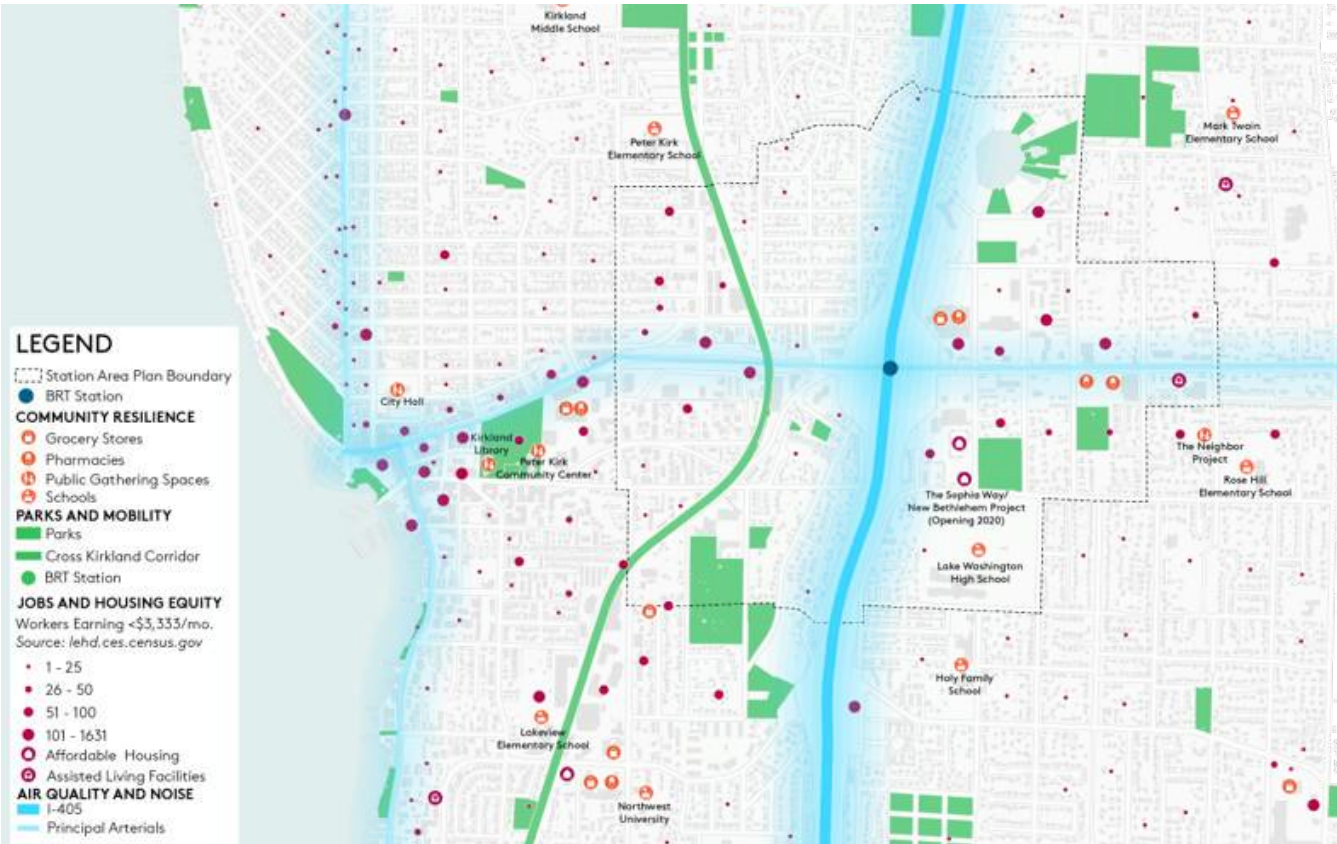 Kirkland
Middle School
Peter Kirk
Elementary School
Mark Twain
Elementary School
City Hall
Kirkland
Library
Peter Kirk
Community Center
The Neighbor
Project
Rose Hill
Elementary School
The Sophia Way/
New Bethlehem Project
(Opening 2020)
Lake Washington
High School
Holy Family
School
Lakeview
Elementary School
Northwest
University
LEGEND
Station Area Plan Boundary
BRT Station
COMMUNITY RESILIENCE
Grocery Stores
Pharmacies
Public Gathering Spaces
Schools
PARKS AND MOBILITY
Parks
Cross Kirkland Corridor
BRT Station
JOBS AND HOUSING EQUITY
Workers Earning <$3,333/mo.
Source: lehd.ces.census.gov
1 - 25
26 - 50
51 - 100
101 - 1631
Affordable Housing
Assisted Living Facilities
AIR QUALITY AND NOISE
I-405
Principal Arterials